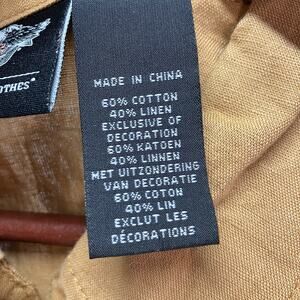 OTHES
MADE IN CHINA
60% COTTON
40% LINEN
EXCLUSIVE OF
DECORATION
60% KATOEN
40% LINNEN
MET UITZONDERING
VAN DECORATIE
60% COTON
40% LIN
EXCLUT LES
DÉCORATIONS